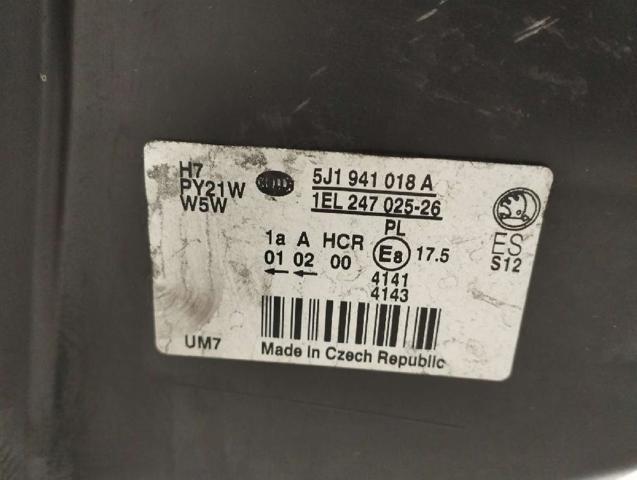 H7
PY21W
W5W
5J1 941 018 A
1EL 247 025-26
PL
1a A HCR E8 17.5
01 02 00
4141
4143
ES
S12
UM7
Made in Czech Republic